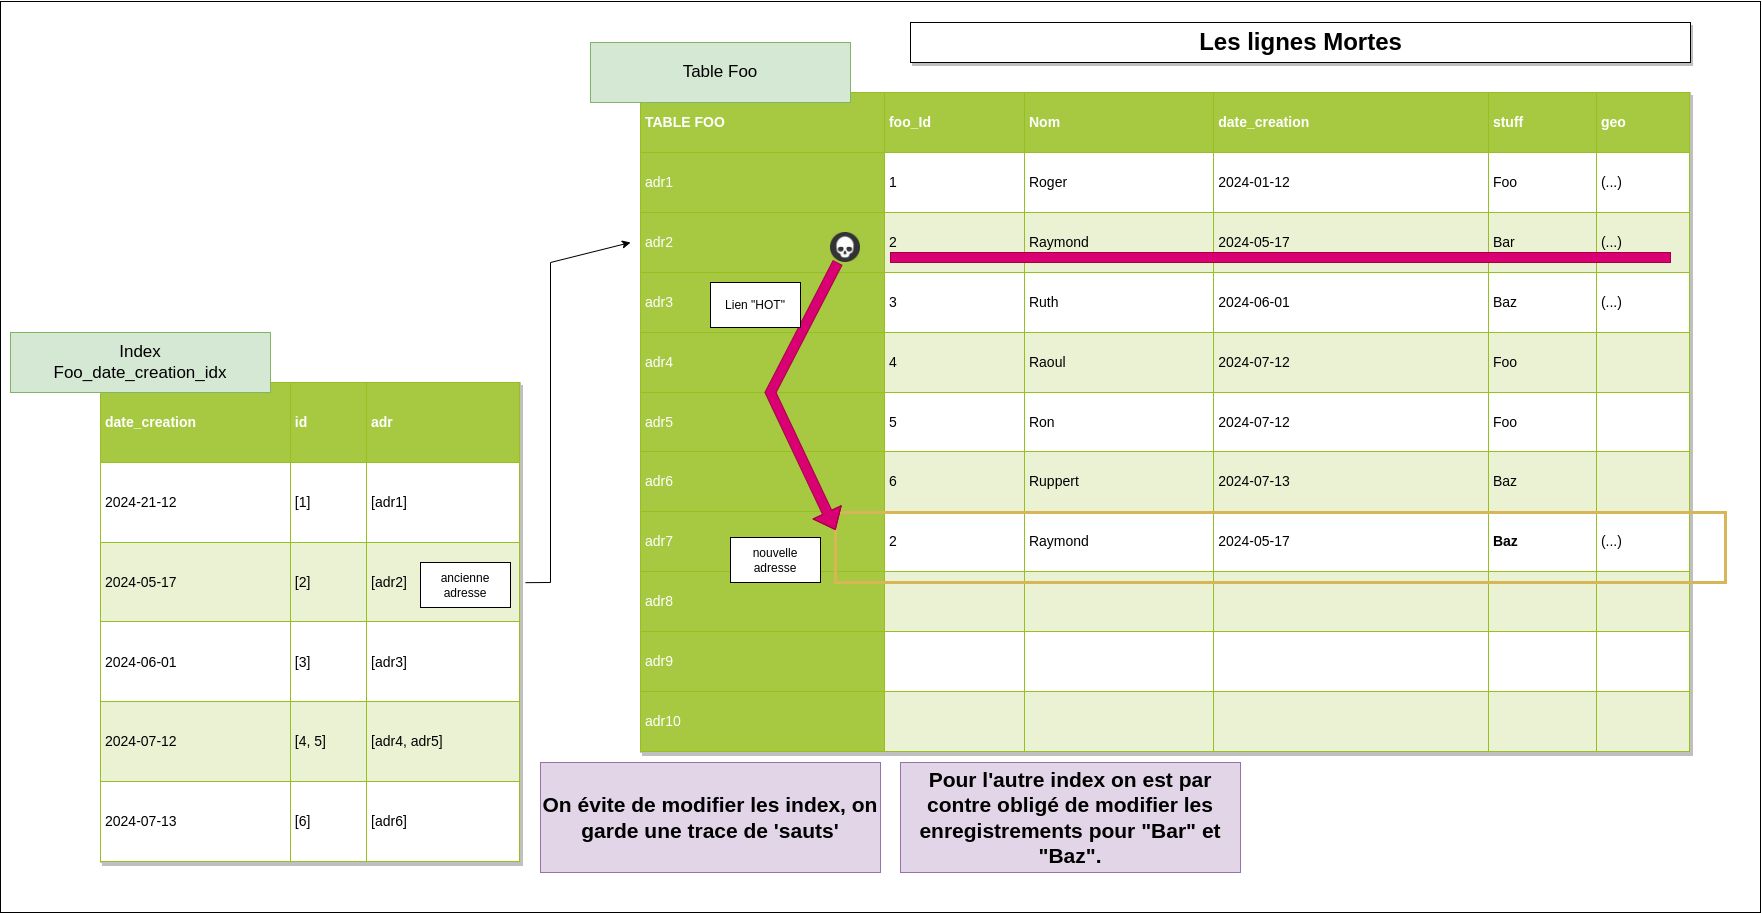 Les lignes Mortes
Table Foo
TABLE FOO foo_Id Nom date_creation stuff geo
adr1 1 Roger 2024-01-12 Foo (...)
adr2 2 Raymond 2024-05-17 Bar (...)
adr3 3 Ruth 2024-06-01 Baz (...)
Lien "HOT"
adr4 4 Raoul 2024-07-12 Foo
adr5 5 Ron 2024-07-12 Foo
adr6 6 Ruppert 2024-07-13 Baz
adr7 2 Raymond 2024-05-17 Baz (...)
nouvelle
adresse
adr8
adr9
adr10
Index
Foo_date_creation_idx
date_creation id adr
2024-21-12 [1] [adr1]
2024-05-17 [2] [adr2]
ancienne
adresse
2024-06-01 [3] [adr3]
2024-07-12 [4, 5] [adr4, adr5]
2024-07-13 [6] [adr6]
On évite de modifier les index, on
garde une trace de 'sauts'
Pour l'autre index on est par
contre obligé de modifier les
enregistrements pour "Bar" et
"Baz".